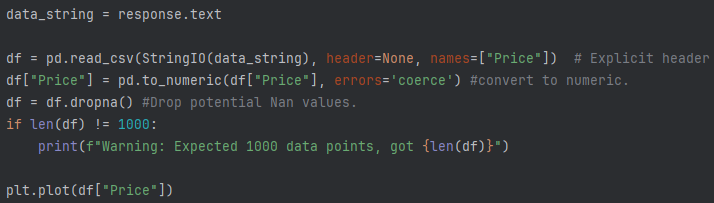 data_string = response.text
df = pd.read_csv(StringIO(data_string), header=None, names=["Price"])  # Explicit header
df["Price"] = pd.to_numeric(df["Price"], errors='coerce') #convert to numeric.
df = df.dropna() #Drop potential Nan values.
if len(df) != 1000:
    print(f"Warning: Expected 1000 data points, got {len(df)}")
plt.plot(df["Price"])